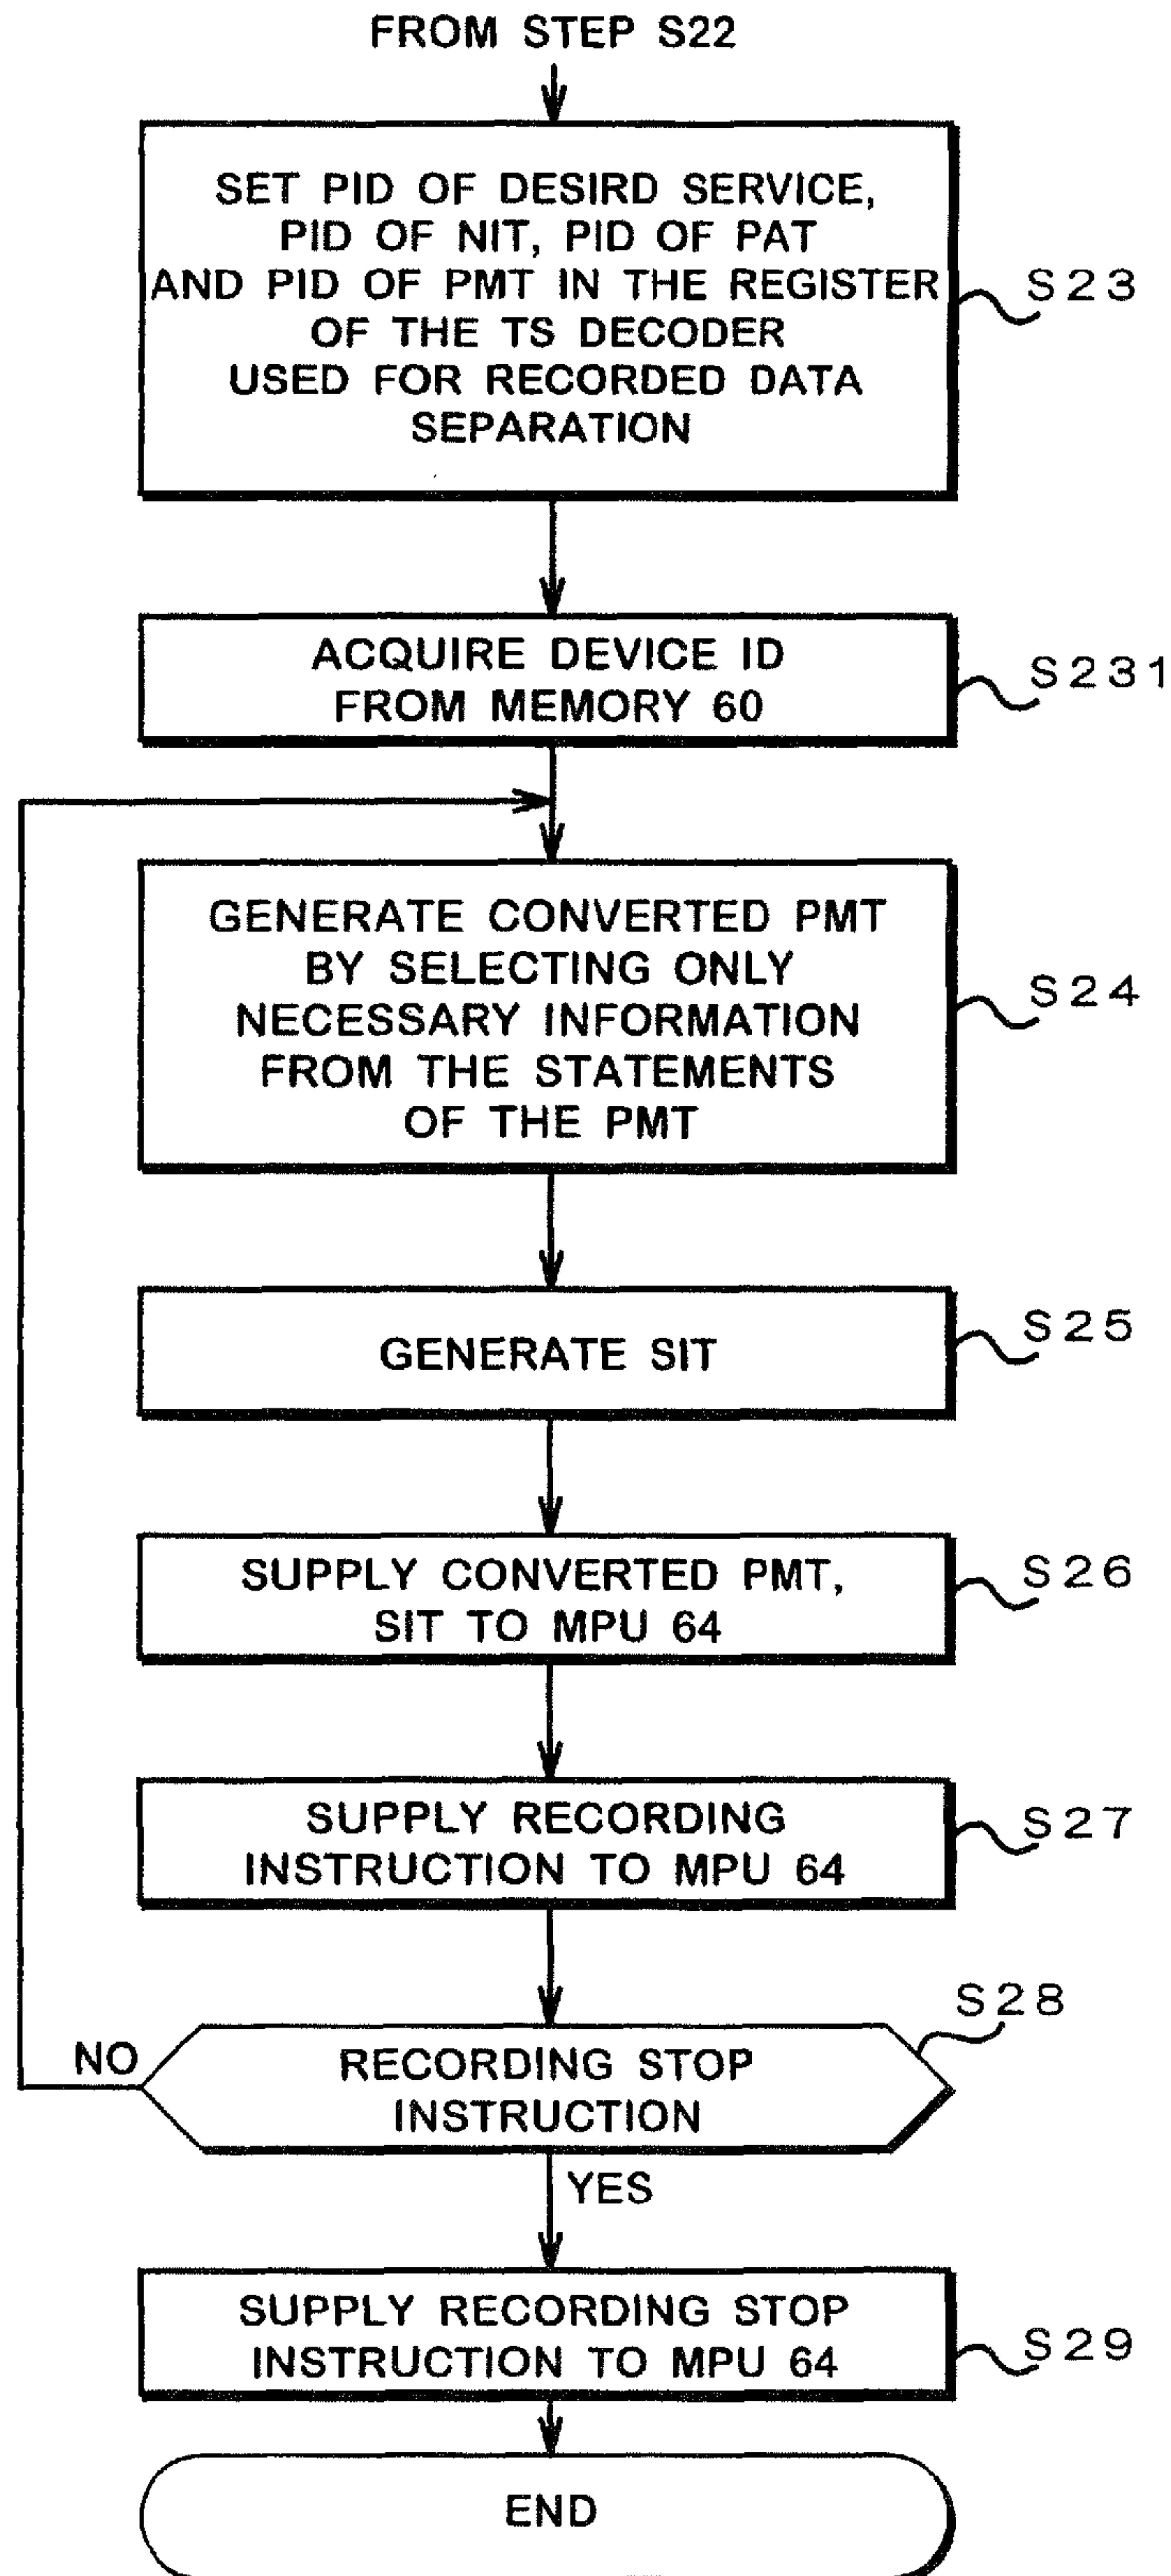 FROM STEP S22
SET PID OF DESIRD SERVICE,
PID OF NIT, PID OF PAT
AND PID OF PMT IN THE REGISTER
OF THE TS DECODER
USED FOR RECORDED DATA
SEPARATION
S23
ACQUIRE DEVICE ID
FROM MEMORY 60
S231
GENERATE CONVERTED PMT
BY SELECTING ONLY
NECESSARY INFORMATION
FROM THE STATEMENTS
OF THE PMT
S24
GENERATE SIT
S25
SUPPLY CONVERTED PMT,
SIT TO MPU 64
S26
SUPPLY RECORDING
INSTRUCTION TO MPU 64
S27
S28
NO
RECORDING STOP
INSTRUCTION
YES
SUPPLY RECORDING STOP
INSTRUCTION TO MPU 64
S29
END